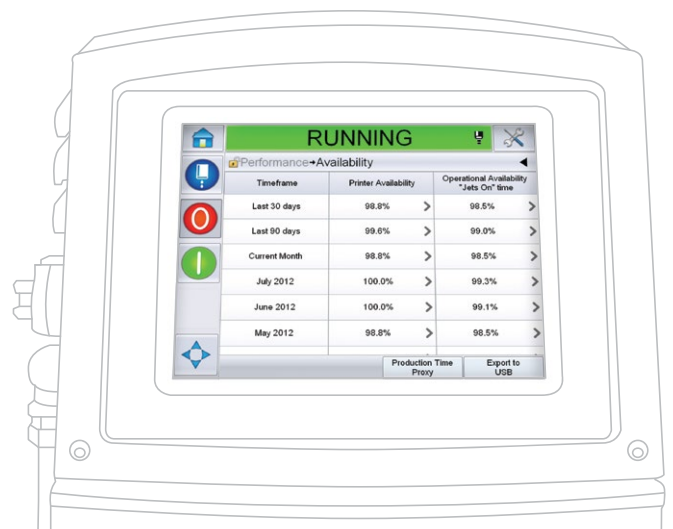 RUNNING
Performance→Availability
Timeframe Printer Availability Operational Availability "Jets On" time
Last 30 days 98.8% 98.5%
Last 90 days 99.6% 99.0%
Current Month 98.8% 98.5%
July 2012 100.0% 99.3%
June 2012 100.0% 99.1%
May 2012 98.8% 98.5%
Production Time Proxy Export to USB